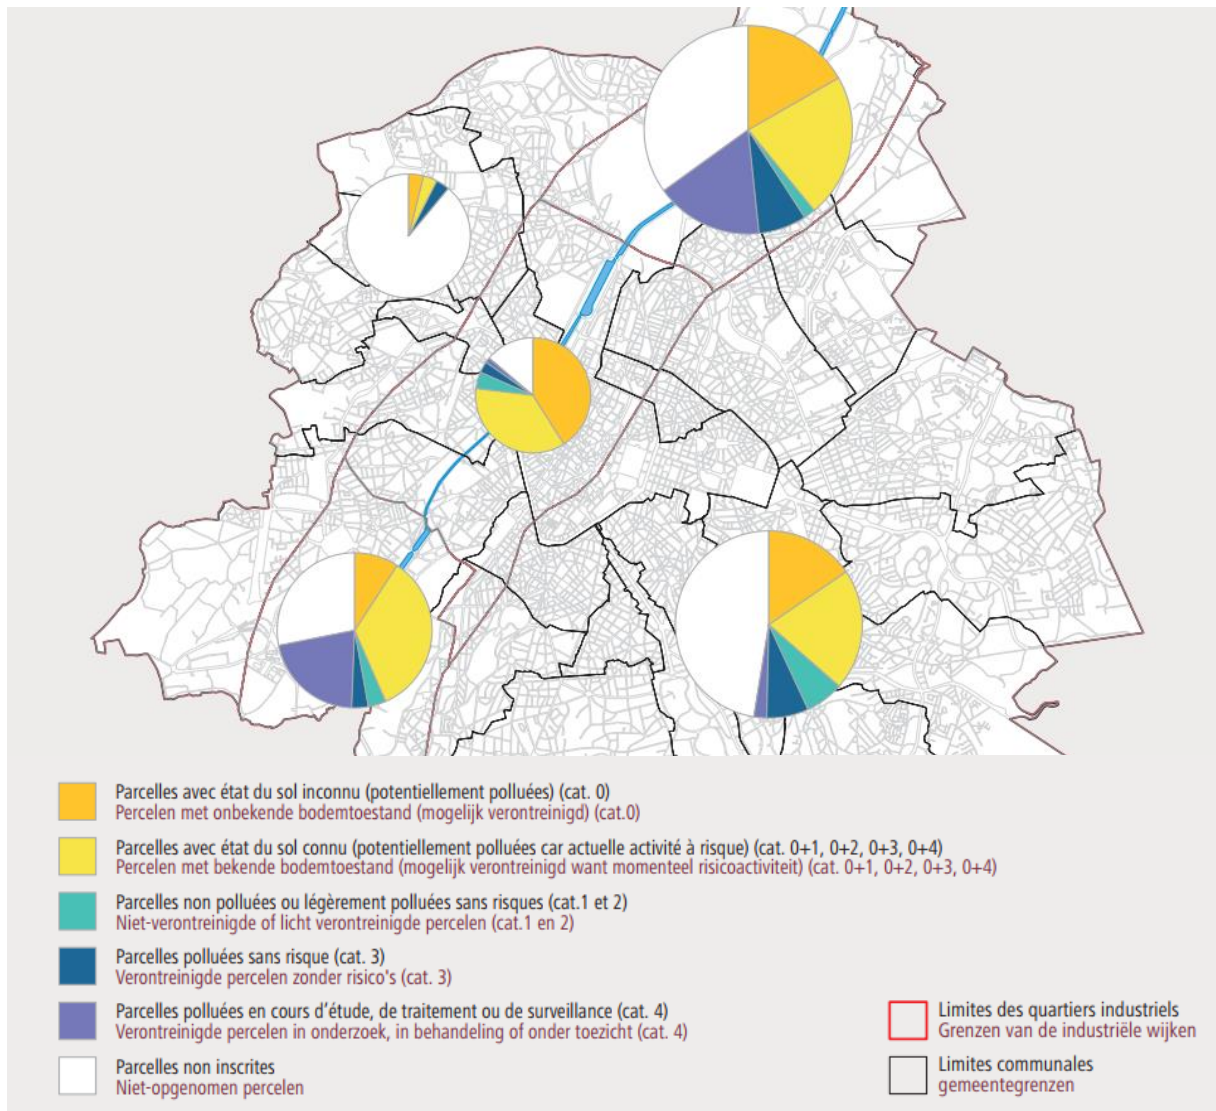 Parcelles avec état du sol inconnu (potentiellement polluées) (cat. 0)
Percelen met onbekende bodemtoestand (mogelijk verontreinigd) (cat.0)
Parcelles avec état du sol connu (potentiellement polluées car actuelle activité à risque) (cat. 0+1, 0+2, 0+3, 0+4)
Percelen met bekende bodemtoestand (mogelijk verontreinigd want momenteel risicoactiviteit) (cat. 0+1, 0+2, 0+3, 0+4)
Parcelles non polluées ou légèrement polluées sans risques (cat.1 et 2)
Niet-verontreinigde of licht verontreinigde percelen (cat.1 en 2)
Parcelles polluées sans risque (cat. 3)
Verontreinigde percelen zonder risico's (cat. 3)
Parcelles polluées en cours d'étude, de traitement ou de surveillance (cat. 4)
Verontreinigde percelen in onderzoek, in behandeling of onder toezicht (cat. 4)
Parcelles non inscrites
Niet-opgenomen percelen
Limites des quartiers industriels
Grenzen van de industriële wijken
Limites communales
gemeentegrenzen